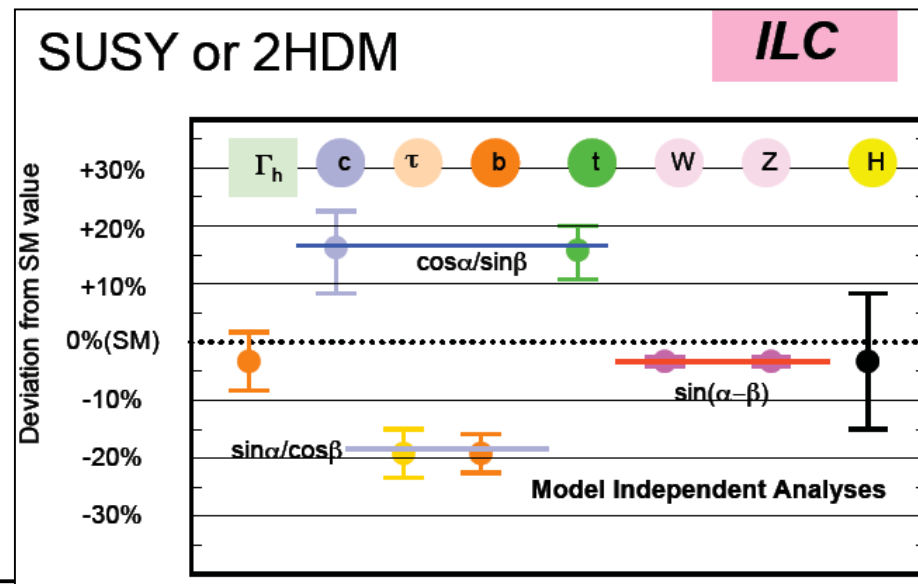 SUSY or 2HDM
ILC
Deviation from SM value
Γh c τ b t W Z H
+30%
+20%
cosα/sinβ
+10%
0%(SM)
-10%
sin(α−β)
sinα/cosβ
-20%
Model Independent Analyses
-30%